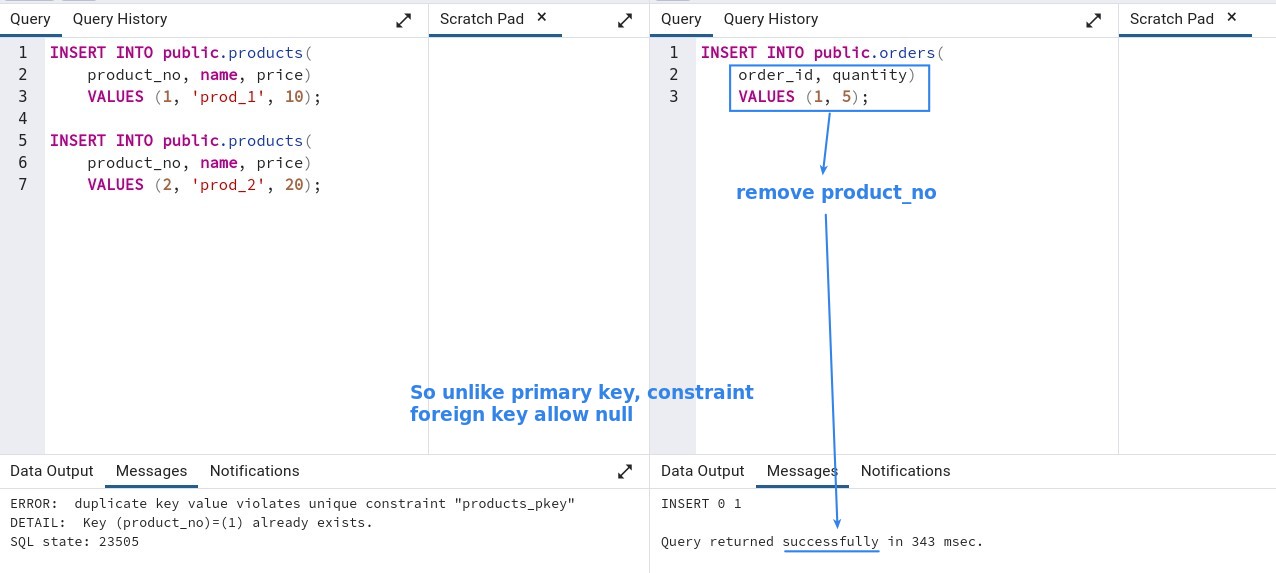 Query Query History
Scratch Pad ×
1 INSERT INTO public.products(
2 product_no, name, price)
3 VALUES (1, 'prod_1', 10);
4
5 INSERT INTO public.products(
6 product_no, name, price)
7 VALUES (2, 'prod_2', 20);
Data Output Messages Notifications
ERROR:  duplicate key value violates unique constraint "products_pkey"
DETAIL:  Key (product_no)=(1) already exists.
SQL state: 23505
Query Query History
Scratch Pad ×
1 INSERT INTO public.orders(
2 order_id, quantity)
3 VALUES (1, 5);
remove product_no
So unlike primary key, constraint
foreign key allow null
Data Output Messages Notifications
INSERT 0 1
Query returned successfully in 343 msec.